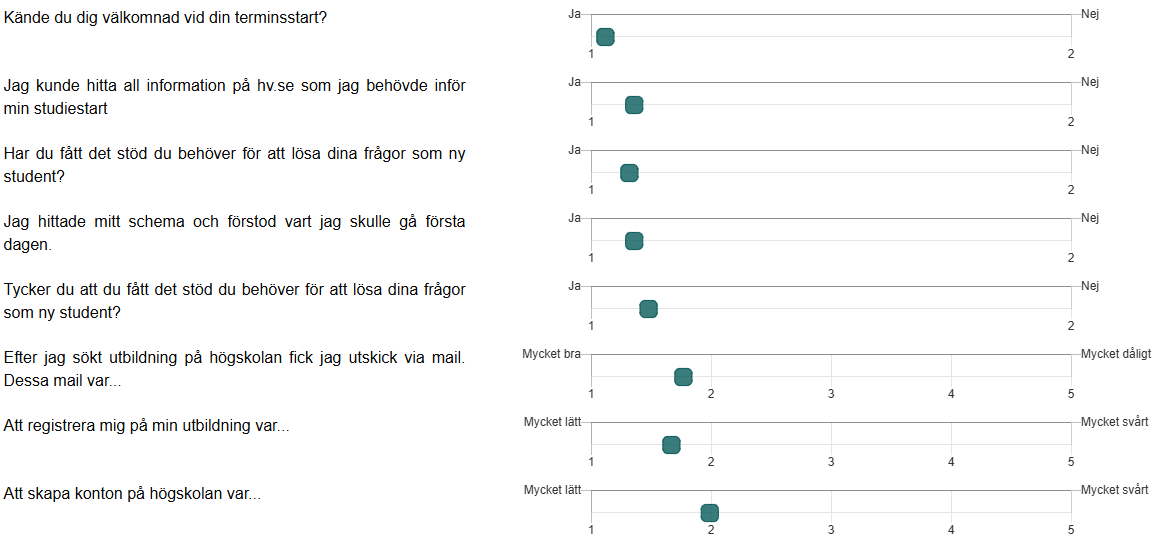 Kände du dig välkomnad vid din terminsstart?
Ja
Nej
1
2
Jag kunde hitta all information på hv.se som jag behövde inför
min studiestart
Ja
Nej
1
2
Har du fått det stöd du behöver för att lösa dina frågor som ny
student?
Ja
Nej
1
2
Jag hittade mitt schema och förstod vart jag skulle gå första
dagen.
Ja
Nej
1
2
Tycker du att du fått det stöd du behöver för att lösa dina frågor
som ny student?
Ja
Nej
1
2
Efter jag sökt utbildning på högskolan fick jag utskick via mail.
Dessa mail var...
Mycket bra
Mycket dåligt
1 2 3 4 5
Att registrera mig på min utbildning var...
Mycket lätt
Mycket svårt
1 2 3 4 5
Att skapa konton på högskolan var...
Mycket lätt
Mycket svårt
1 2 3 4 5